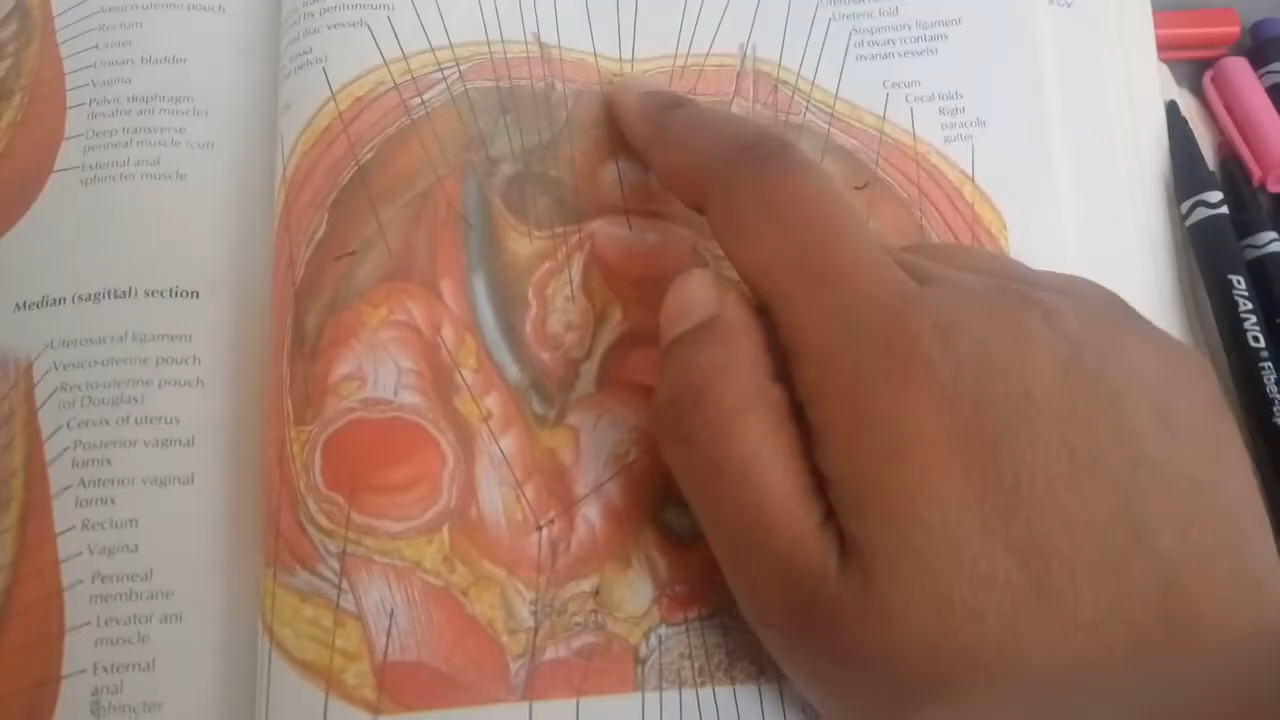 Vesico-uterine pouch
Rectum
Ureter
Urinary bladder
Vagina
Pelvic diaphragm
(levator ani muscle)
Deep transverse
perineal muscle (cut)
External anal
sphincter muscle
Median (sagittal) section
Uterosacral ligament
Vesico-uterine pouch
Recto-uterine pouch
(of Douglas)
Cervix of uterus
Posterior vaginal
fornix
Anterior vaginal
fornix
Rectum
Vagina
Perineal
membrane
Levator ani
muscle
External
anal
sphincter
by peritoneum)
iliac vessels
fossa
pelvis)
Ureteric fold
Suspensory ligament
of ovary (contains
ovarian vessels)
Cecum
Cecal folds
Right
paracolic
gutter
PIANO Fiber